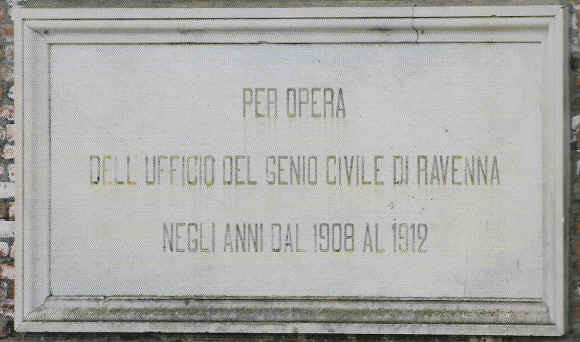 PER OPERA
DELL UFFICIO DEL GENIO CIVILE DI RAVENNA
NEGLI ANNI DAL 1908 AL 1912